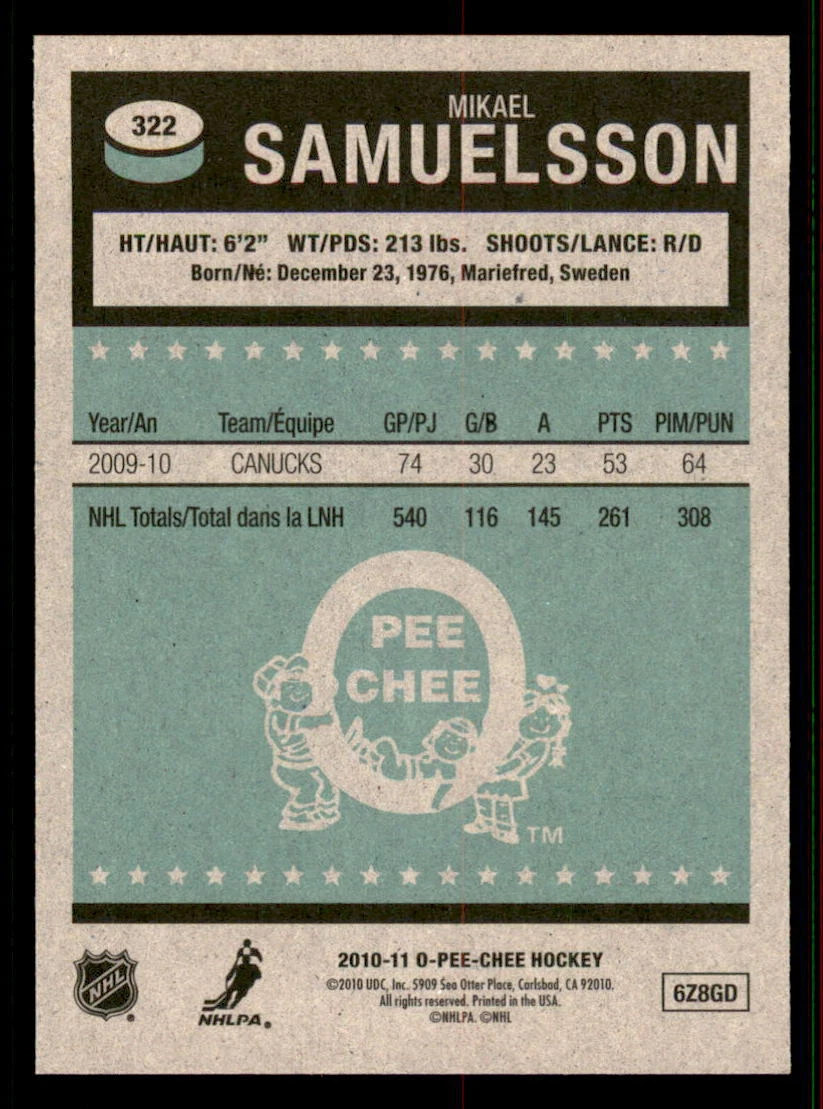 322
MIKAEL
SAMUELSSON
HT/HAUT: 6'2" WT/PDS: 213 lbs. SHOOTS/LANCE: R/D
Born/Né: December 23, 1976, Mariefred, Sweden
Year/An Team/Équipe GP/PJ G/B A PTS PIM/PUN
2009-10 CANUCKS 74 30 23 53 64
NHL Totals/Total dans la LNH 540 116 145 261 308
O
PEE
CHEE
TM
NHL ®
NHLPA®
2010-11 O-PEE-CHEE HOCKEY
©2010 UDC, Inc. 5909 Sea Otter Place, Carlsbad, CA 92010.
All rights reserved. Printed in the USA.
©NHLPA. ©NHL
6Z8GD